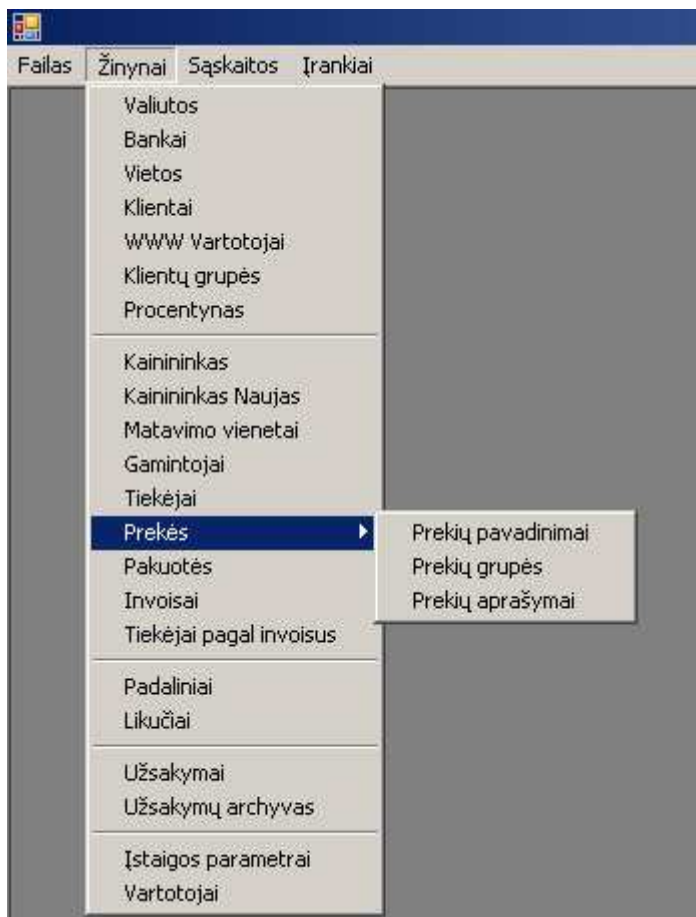 Failas Žinynai Sąskaitos Įrankiai
Valiutos
Bankai
Vietos
Klientai
WWW Vartotojai
Klientų grupės
Procentynas
Kainininkas
Kainininkas Naujas
Matavimo vienetai
Gamintojai
Tiekėjai
Prekės
Prekių pavadinimai
Prekių grupės
Prekių aprašymai
Pakuotės
Invoisai
Tiekėjai pagal invoisus
Padaliniai
Likučiai
Užsakymai
Užsakymų archyvas
Įstaigos parametrai
Vartotojai